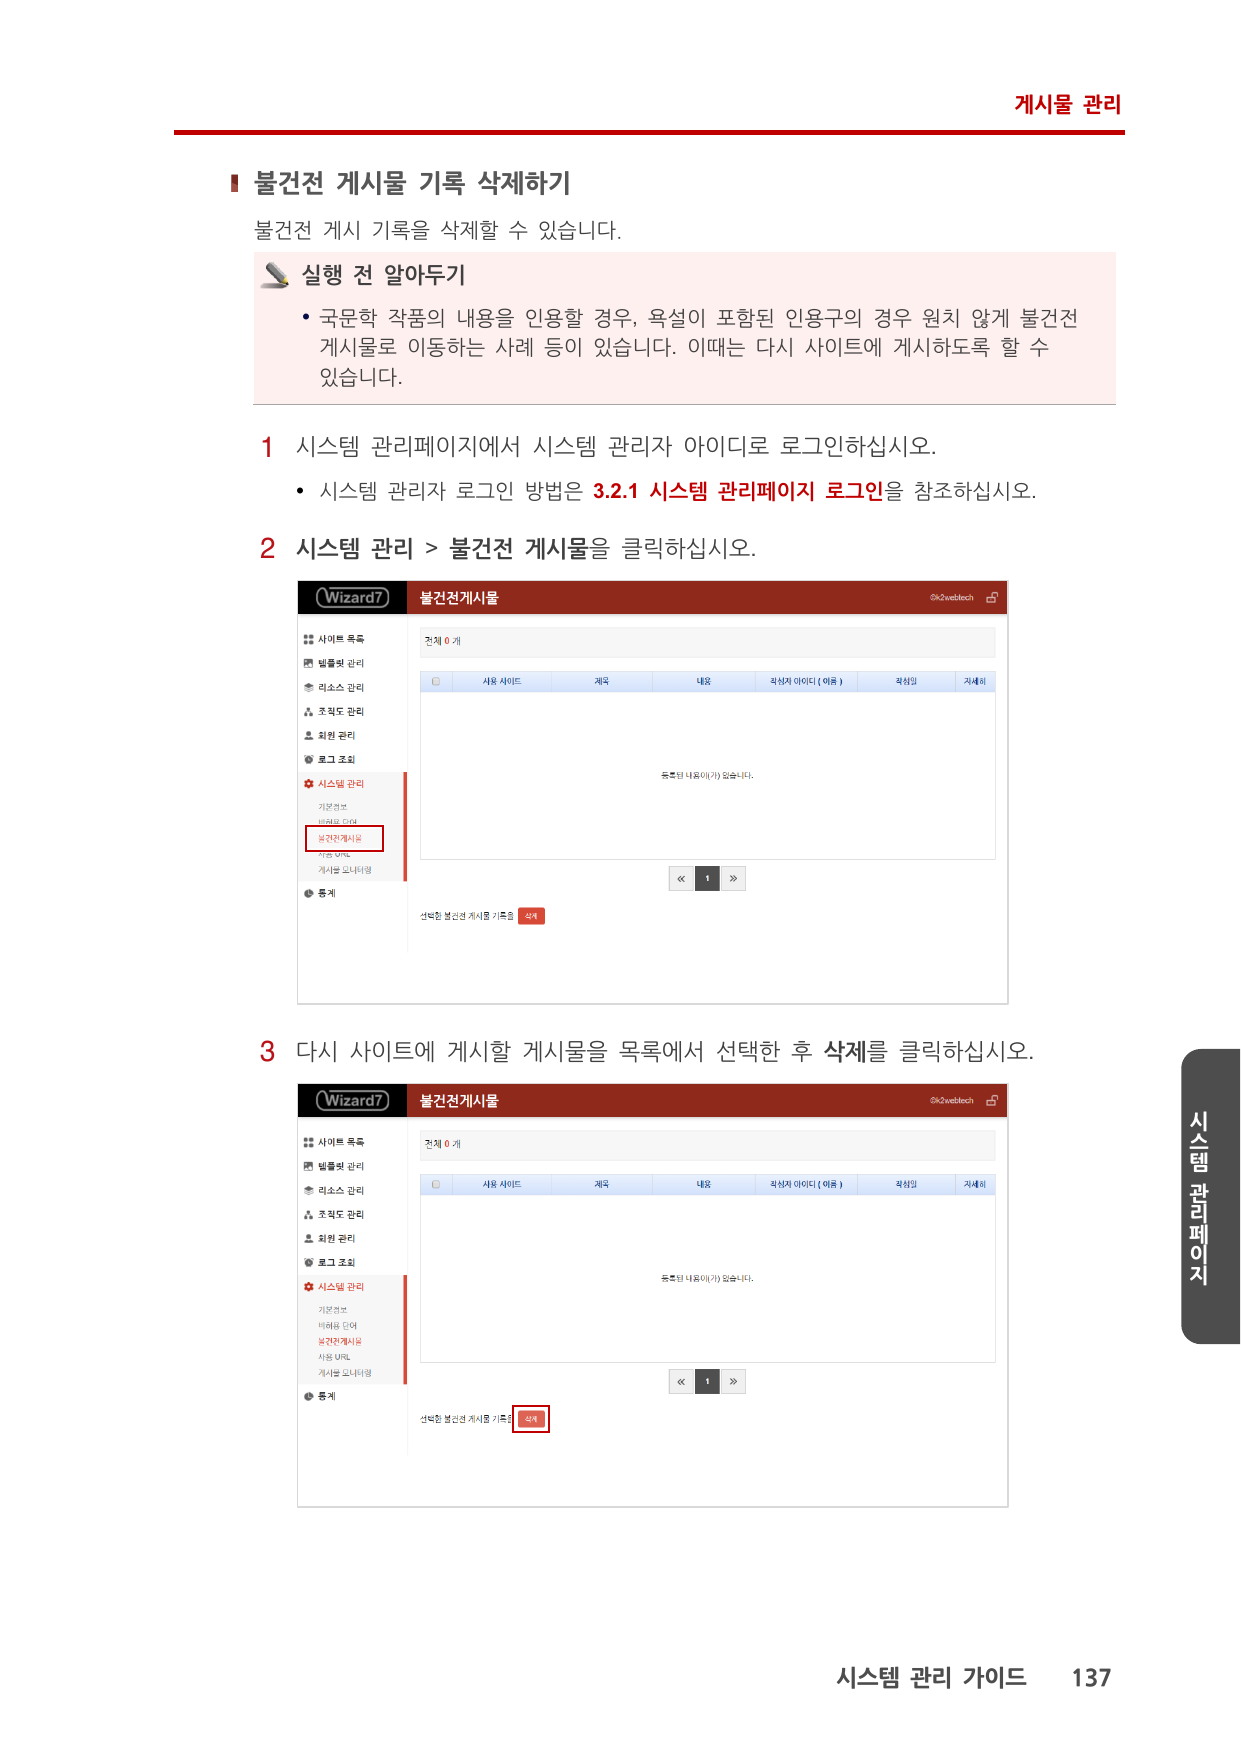 게시물 관리
불건전 게시물 기록 삭제하기
불건전 게시 기록을 삭제할 수 있습니다.
실행 전 알아두기
• 국문학 작품의 내용을 인용할 경우, 욕설이 포함된 인용구의 경우 원치 않게 불건전
게시물로 이동하는 사례 등이 있습니다. 이때는 다시 사이트에 게시하도록 할 수
있습니다.
1 시스템 관리페이지에서 시스템 관리자 아이디로 로그인하십시오.
• 시스템 관리자 로그인 방법은 3.2.1 시스템 관리페이지 로그인을 참조하십시오.
2 시스템 관리 > 불건전 게시물을 클릭하십시오.
Wizard7 불건전게시물 ©k2webtech
사이트 목록
템플릿 관리
리소스 관리
조직도 관리
회원 관리
로그 조회
시스템 관리
기본정보
비허용 단어
불건전게시물
사용 URL
게시물 모니터링
통계
전체 0 개
사용 사이트 제목 내용 작성자 아이디 ( 이름 ) 작성일 자세히
등록된 내용이(가) 없습니다.
« 1 »
선택한 불건전 게시물 기록을 삭제
3 다시 사이트에 게시할 게시물을 목록에서 선택한 후 삭제를 클릭하십시오.
Wizard7 불건전게시물 ©k2webtech
사이트 목록
템플릿 관리
리소스 관리
조직도 관리
회원 관리
로그 조회
시스템 관리
기본정보
비허용 단어
불건전게시물
사용 URL
게시물 모니터링
통계
전체 0 개
사용 사이트 제목 내용 작성자 아이디 ( 이름 ) 작성일 자세히
등록된 내용이(가) 없습니다.
« 1 »
선택한 불건전 게시물 기록을 삭제
시스템 관리페이지
시스템 관리 가이드 137